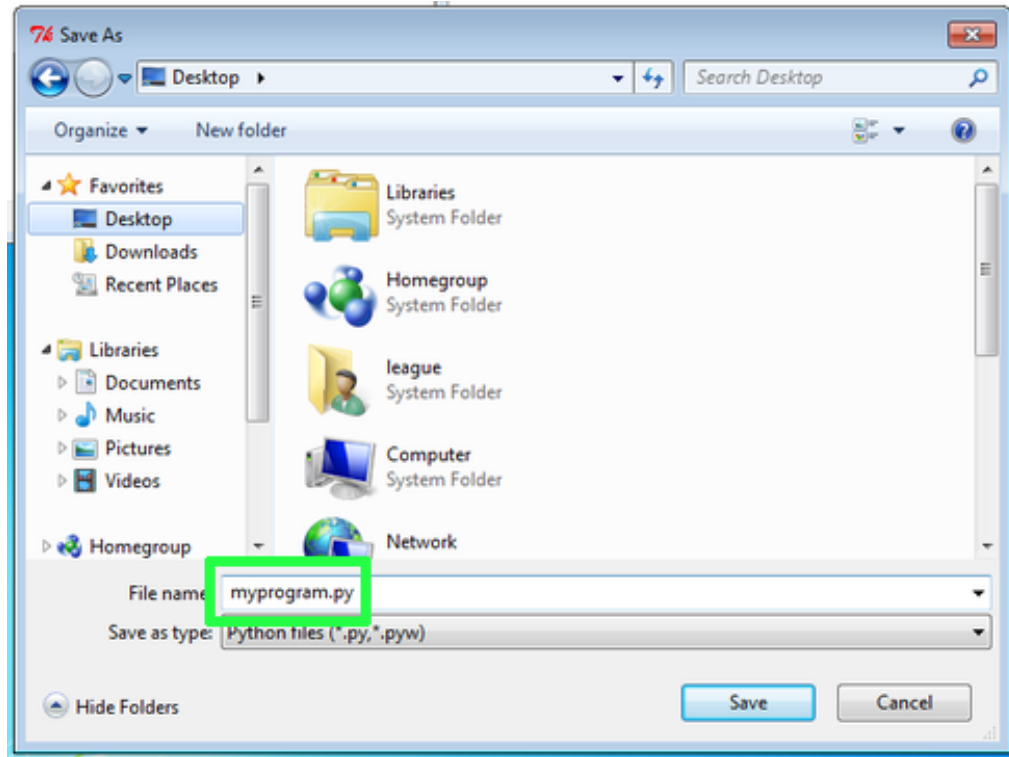 Save As
Desktop
Search Desktop
Organize
New folder
Favorites
Desktop
Downloads
Recent Places
Libraries
Documents
Music
Pictures
Videos
Homegroup
Libraries
System Folder
Homegroup
System Folder
league
System Folder
Computer
System Folder
Network
File name: myprogram.py
Save as type: Python files (*.py,*.pyw)
Hide Folders
Save
Cancel